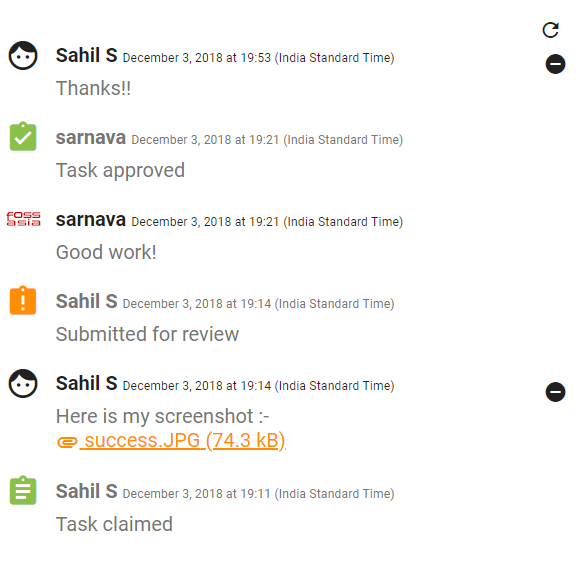 Sahil S December 3, 2018 at 19:53 (India Standard Time)
Thanks!!
sarnava December 3, 2018 at 19:21 (India Standard Time)
Task approved
FOSS
ASIA
sarnava December 3, 2018 at 19:21 (India Standard Time)
Good work!
Sahil S December 3, 2018 at 19:14 (India Standard Time)
Submitted for review
Sahil S December 3, 2018 at 19:14 (India Standard Time)
Here is my screenshot :-
success.JPG (74.3 kB)
Sahil S December 3, 2018 at 19:11 (India Standard Time)
Task claimed